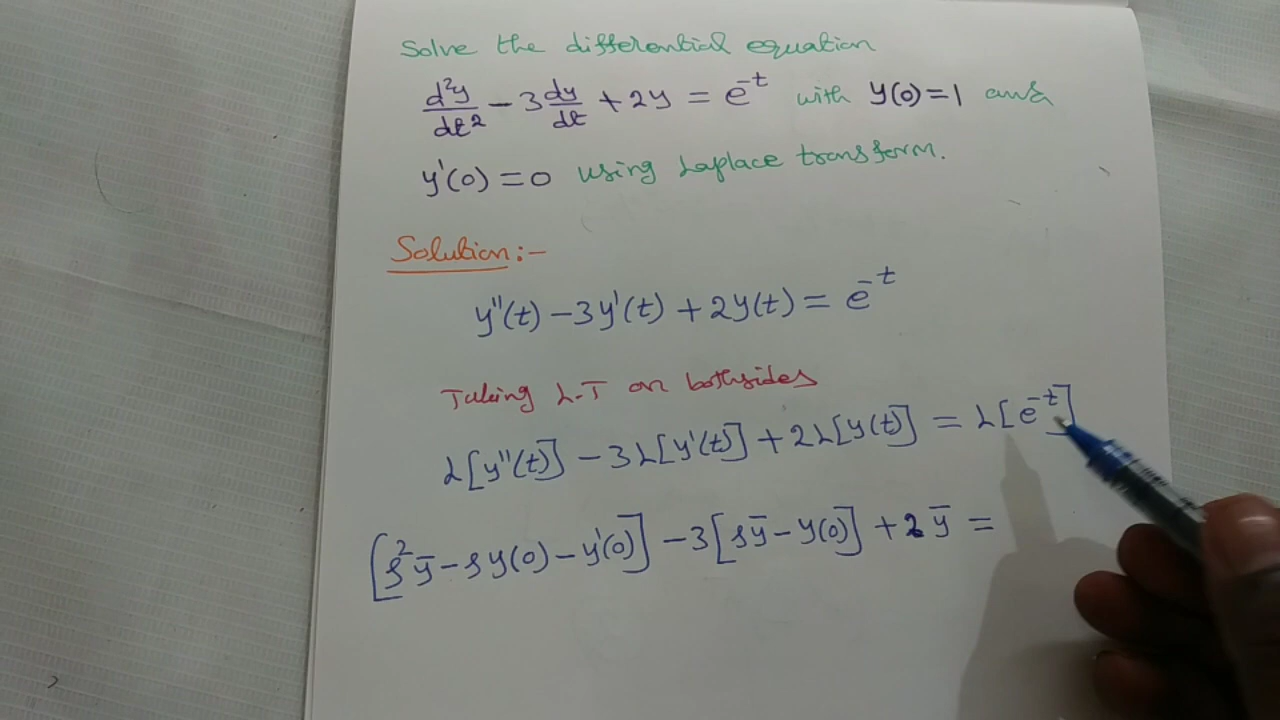 Solve the differential equation
d²y/dt² - 3 dy/dt + 2y = e^-t with y(0)=1 and
y'(0) = 0 using Laplace transform.
Solution:-
y''(t) - 3y'(t) + 2y(t) = e^-t
Taking L.T on bothsides
L[y''(t)] - 3L[y'(t)] + 2L[y(t)] = L[e^-t]
[s²ȳ - sy(0) - y'(0)] - 3[sȳ - y(0)] + 2ȳ =